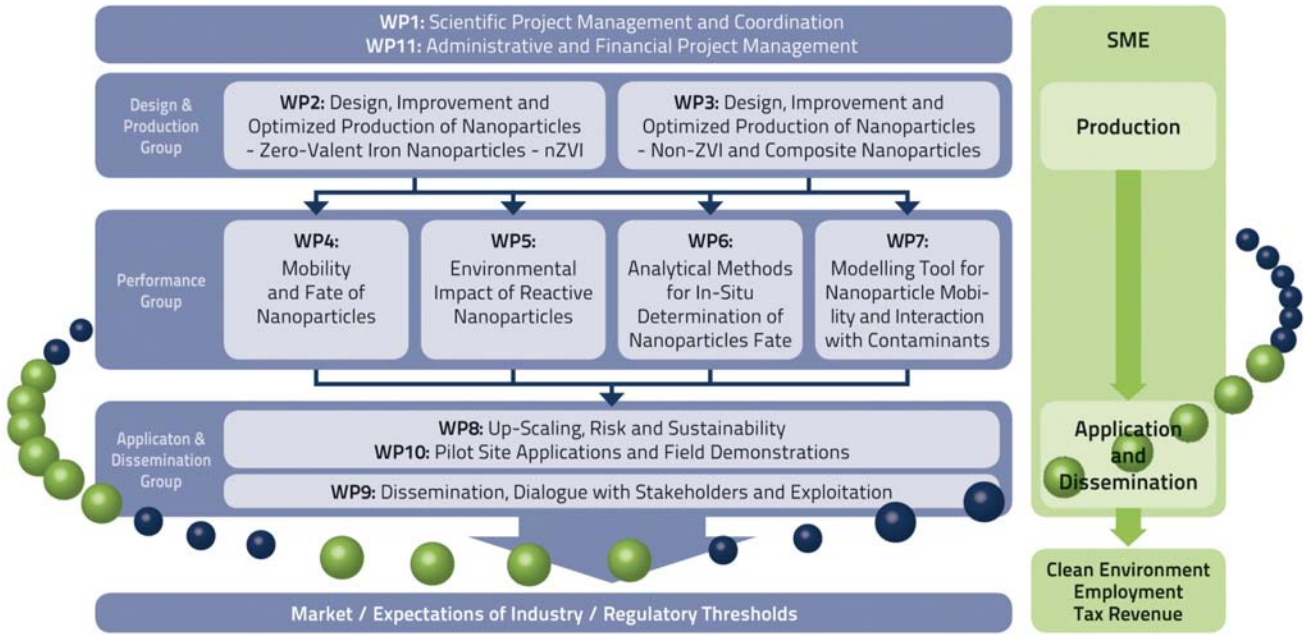 WP1: Scientific Project Management and Coordination
WP11: Administrative and Financial Project Management
Design &
Production
Group
WP2: Design, Improvement and
Optimized Production of Nanoparticles
- Zero-Valent Iron Nanoparticles - nZVI
WP3: Design, Improvement and
Optimized Production of Nanoparticles
- Non-ZVI and Composite Nanoparticles
Performance
Group
WP4:
Mobility
and Fate of
Nanoparticles
WP5:
Environmental
Impact of Reactive
Nanoparticles
WP6:
Analytical Methods
for In-Situ
Determination of
Nanoparticles Fate
WP7:
Modelling Tool for
Nanoparticle Mobi-
lity and Interaction
with Contaminants
Applicaton &
Dissemination
Group
WP8: Up-Scaling, Risk and Sustainability
WP10: Pilot Site Applications and Field Demonstrations
WP9: Dissemination, Dialogue with Stakeholders and Exploitation
Market / Expectations of Industry / Regulatory Thresholds
SME
Production
Application
and
Dissemination
Clean Environment
Employment
Tax Revenue